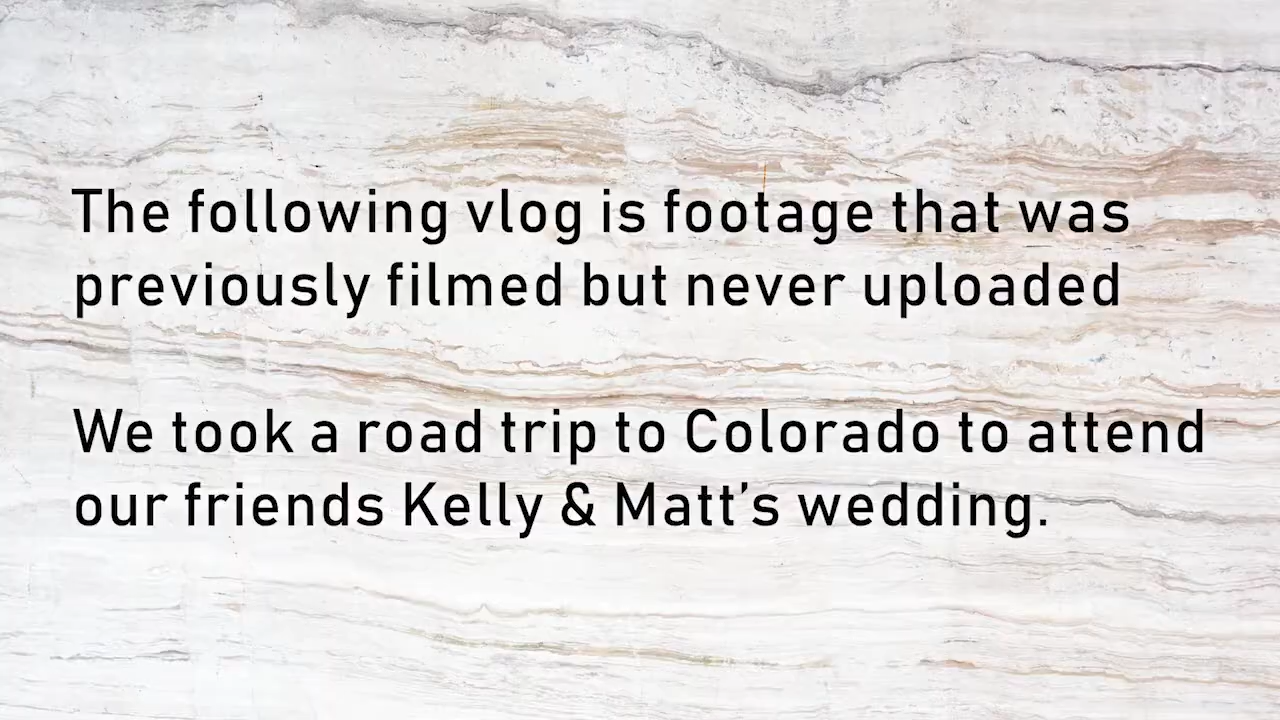 The following vlog is footage that was
previously filmed but never uploaded
We took a road trip to Colorado to attend
our friends Kelly & Matt’s wedding.